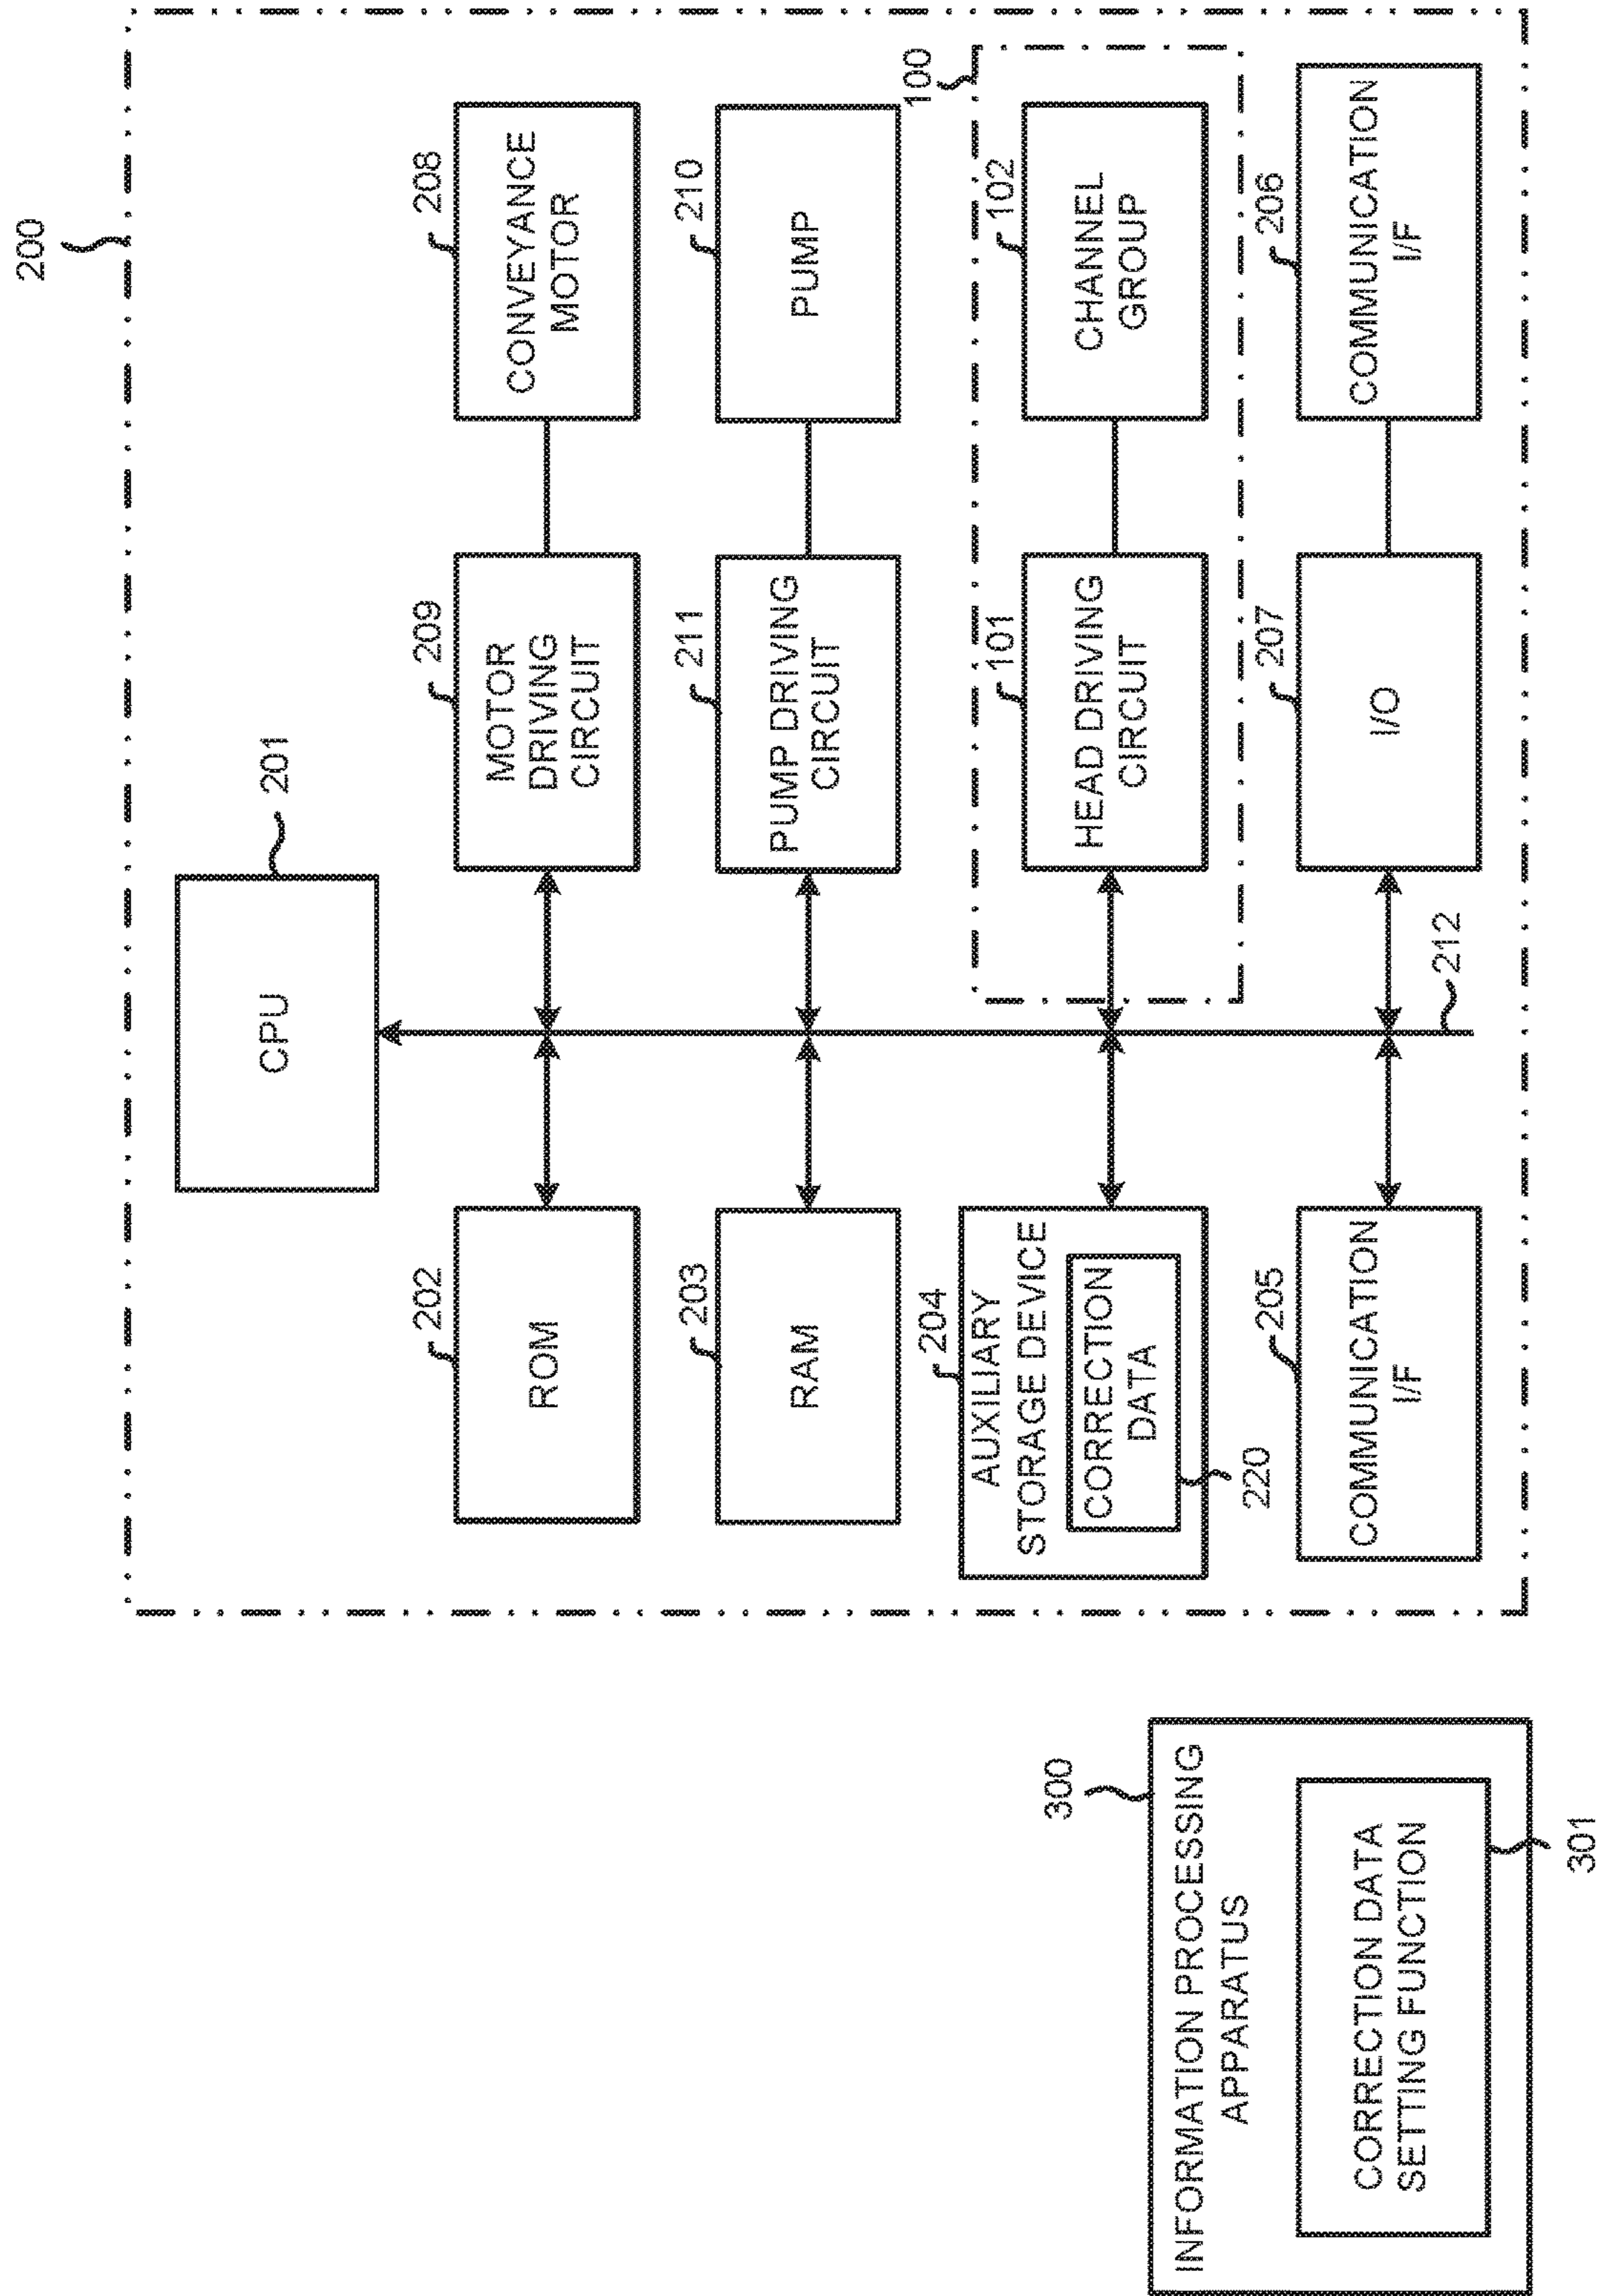 200
CPU
201
ROM
202
MOTOR
DRIVING
CIRCUIT
209
CONVEYANCE
MOTOR
208
RAM
203
PUMP DRIVING
CIRCUIT
211
PUMP
210
AUXILIARY
STORAGE DEVICE
204
CORRECTION
DATA
220
100
HEAD DRIVING
CIRCUIT
101
CHANNEL
GROUP
102
COMMUNICATION
I/F
205
I/O
207
COMMUNICATION
I/F
206
212
INFORMATION PROCESSING
APPARATUS
300
CORRECTION DATA
SETTING FUNCTION
301